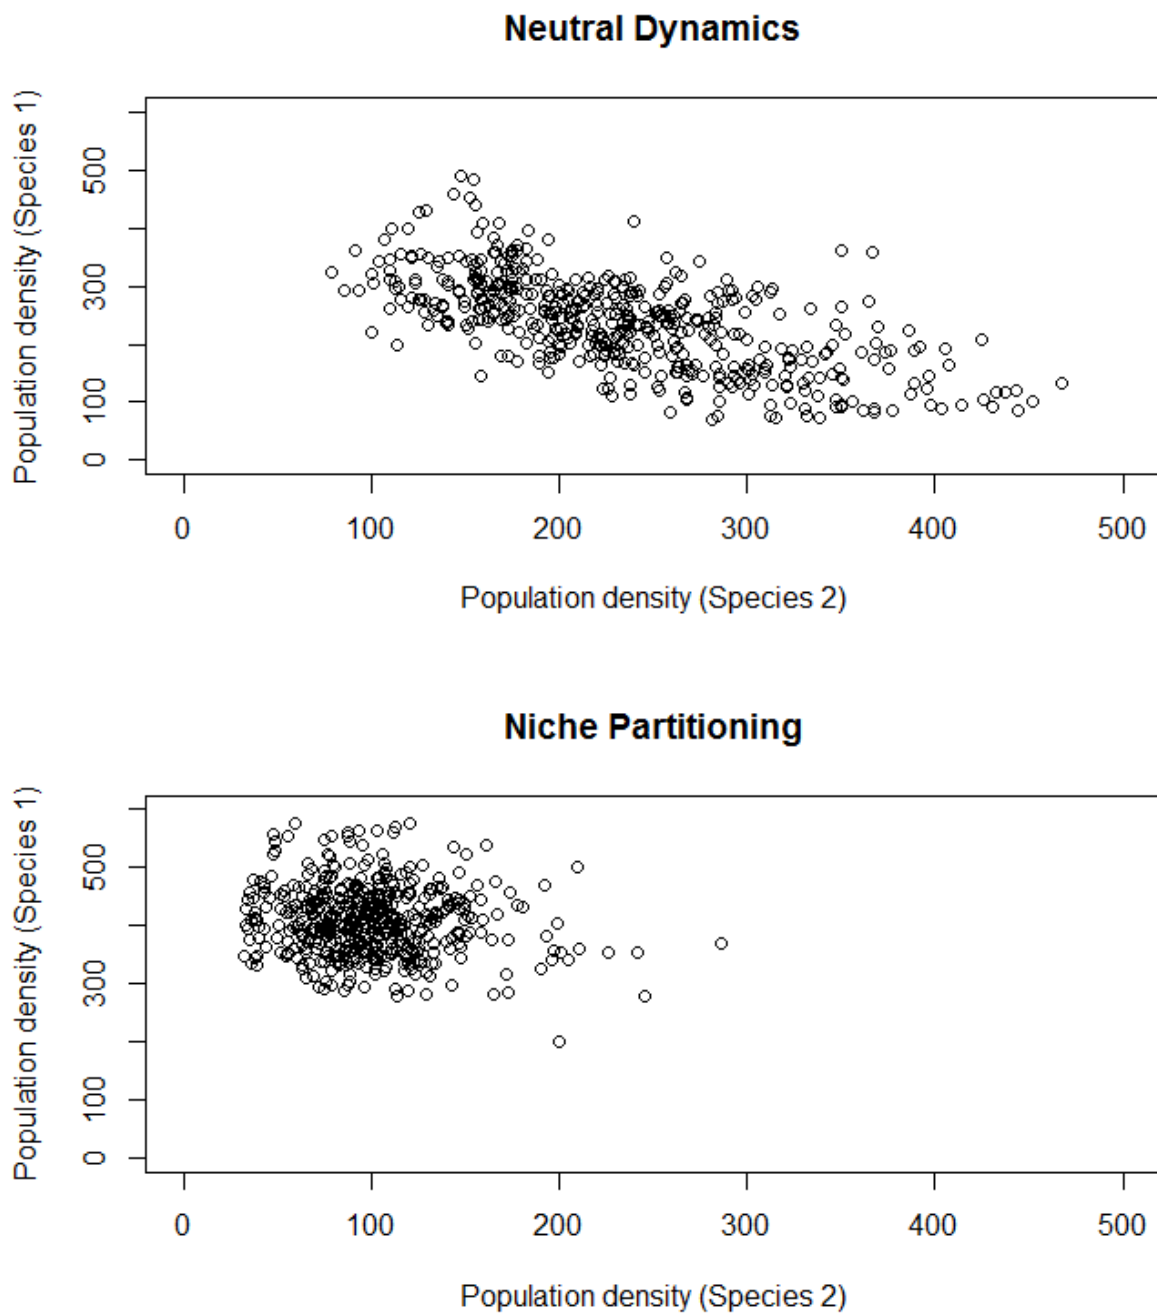 Neutral Dynamics
Population density (Species 1)
500
300
100
0
0 100 200 300 400 500
Population density (Species 2)
Niche Partitioning
Population density (Species 1)
500
300
100
0
0 100 200 300 400 500
Population density (Species 2)